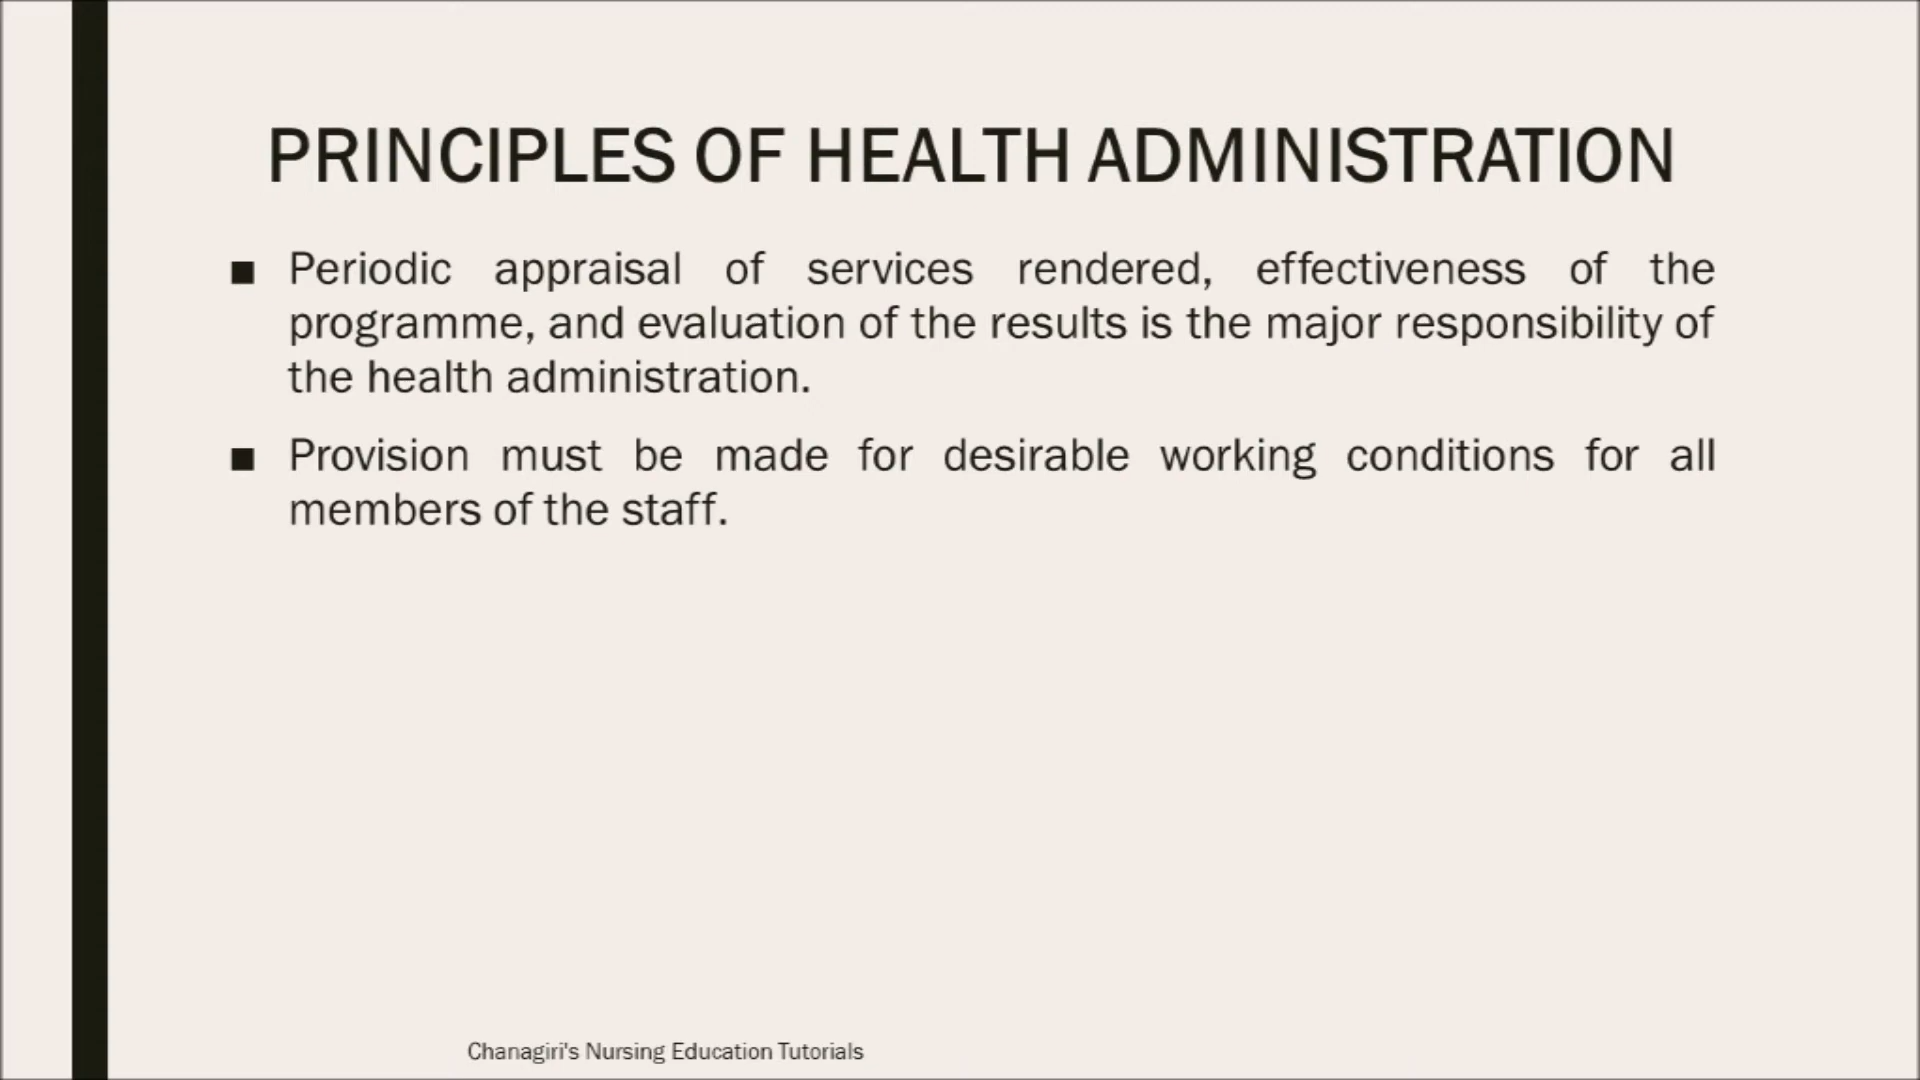 PRINCIPLES OF HEALTH ADMINISTRATION
■ Periodic appraisal of services rendered, effectiveness of the
programme, and evaluation of the results is the major responsibility of
the health administration.
■ Provision must be made for desirable working conditions for all
members of the staff.
Chanagiri's Nursing Education Tutorials